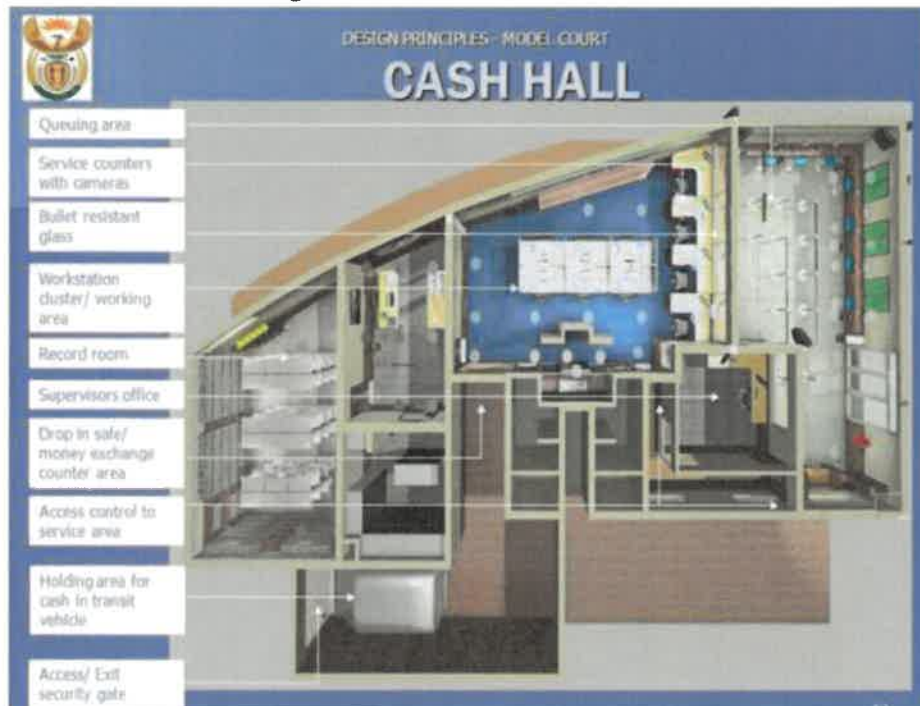 DESIGN PRINCIPLES - MODEL COURT
CASH HALL
Queuing area
Service counters
with cameras
Bullet resistant
glass
Workstation
cluster/ working
area
Record room
Supervisors office
Drop in safe/
money exchange
counter area
Access control to
service area
Holding area for
cash in transit
vehicle
Access/ Exit
security gate